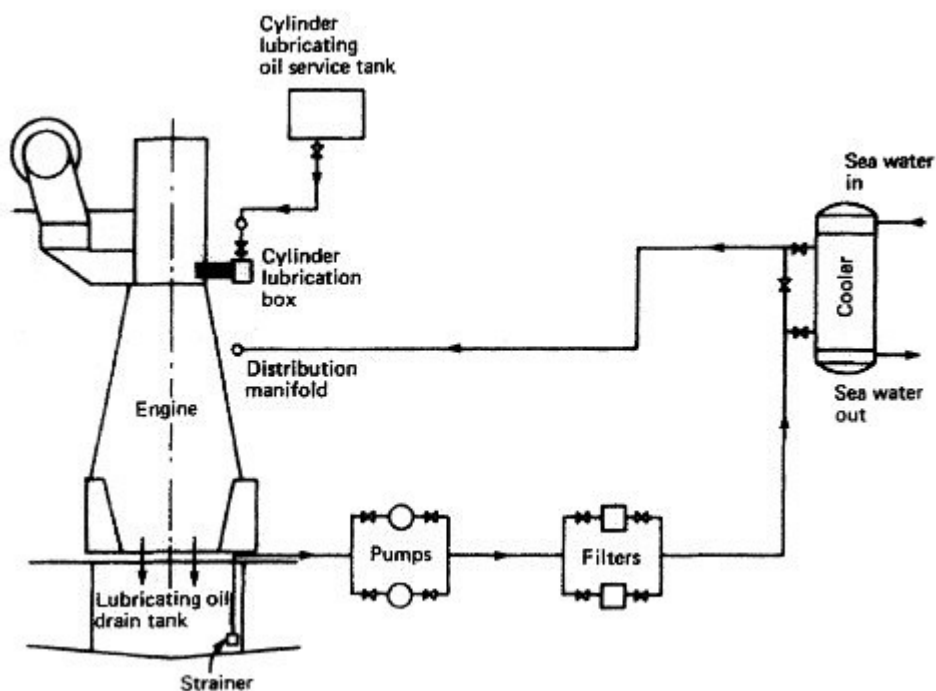 Cylinder
lubricating
oil service tank
Sea water
in
Cylinder
lubrication
box
Cooler
Distribution
manifold
Engine
Sea water
out
Pumps
Filters
Lubricating oil
drain tank
Strainer